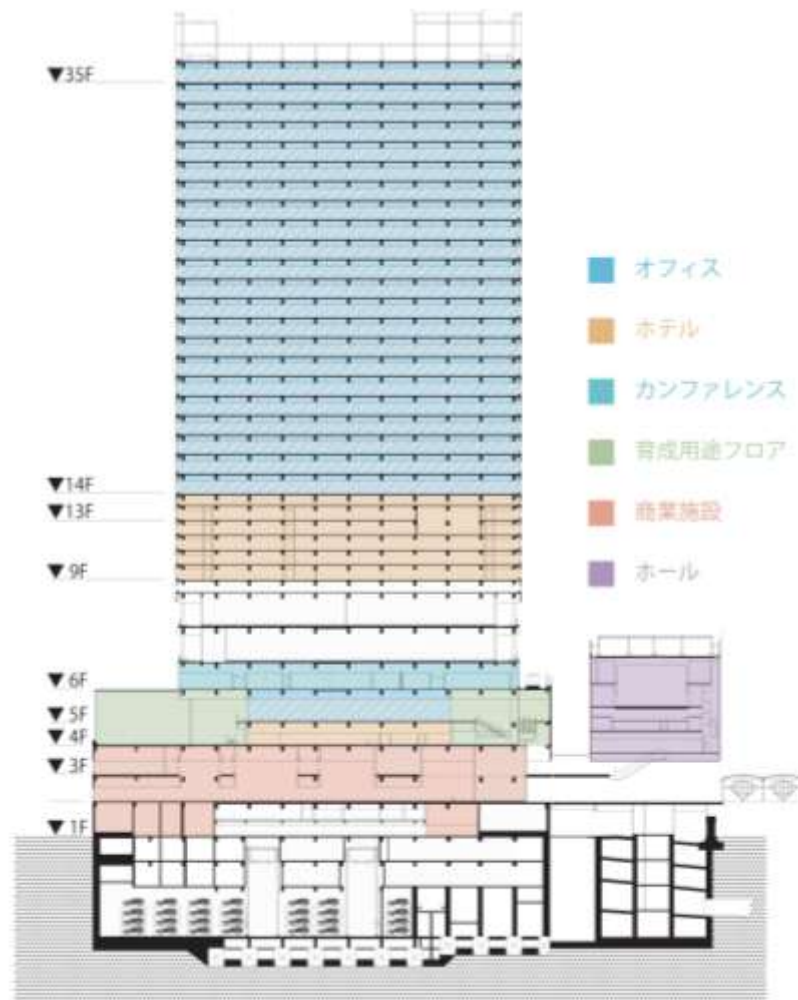 ▼35F
▼14F
▼13F
▼9F
▼6F
▼5F
▼4F
▼3F
▼1F
オフィス
ホテル
カンファレンス
育成用途フロア
商業施設
ホール